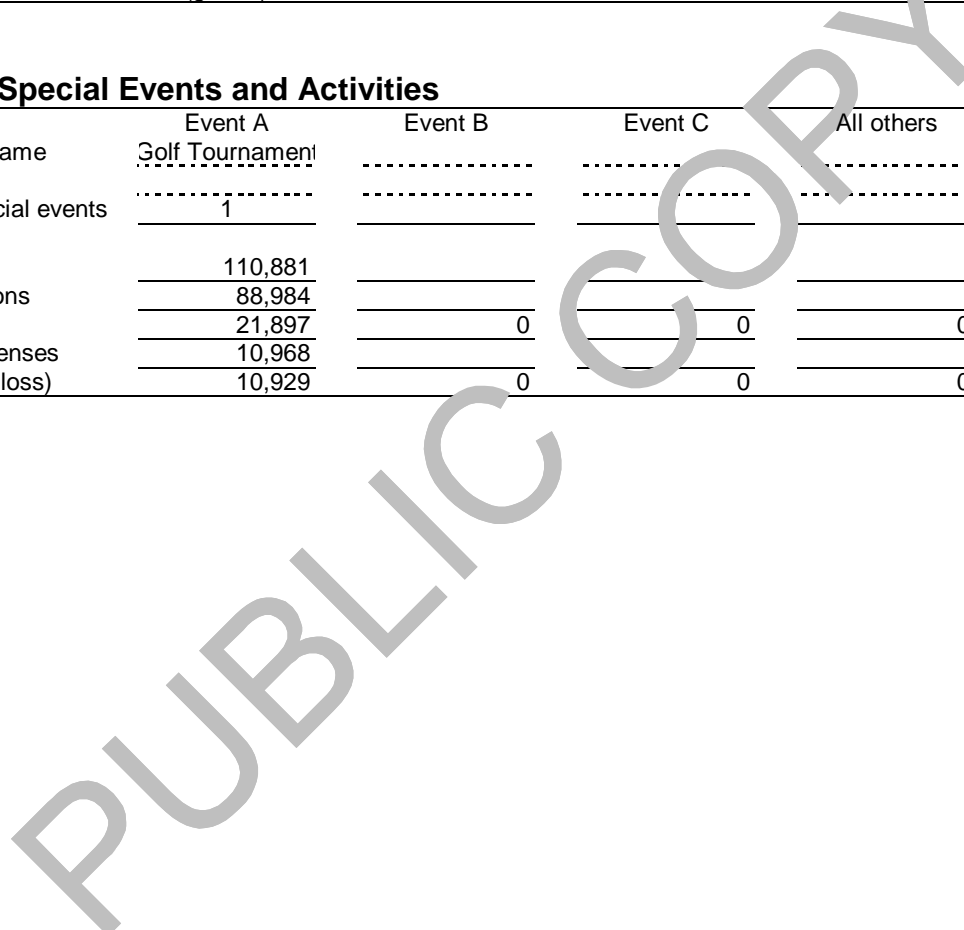 Special Events and Activities
Event A Event B Event C All others
ame Golf Tournament
cial events 1
110,881
ons 88,984
21,897 0 0 0
enses 10,968
loss) 10,929 0 0 0
PUBLIC COPY